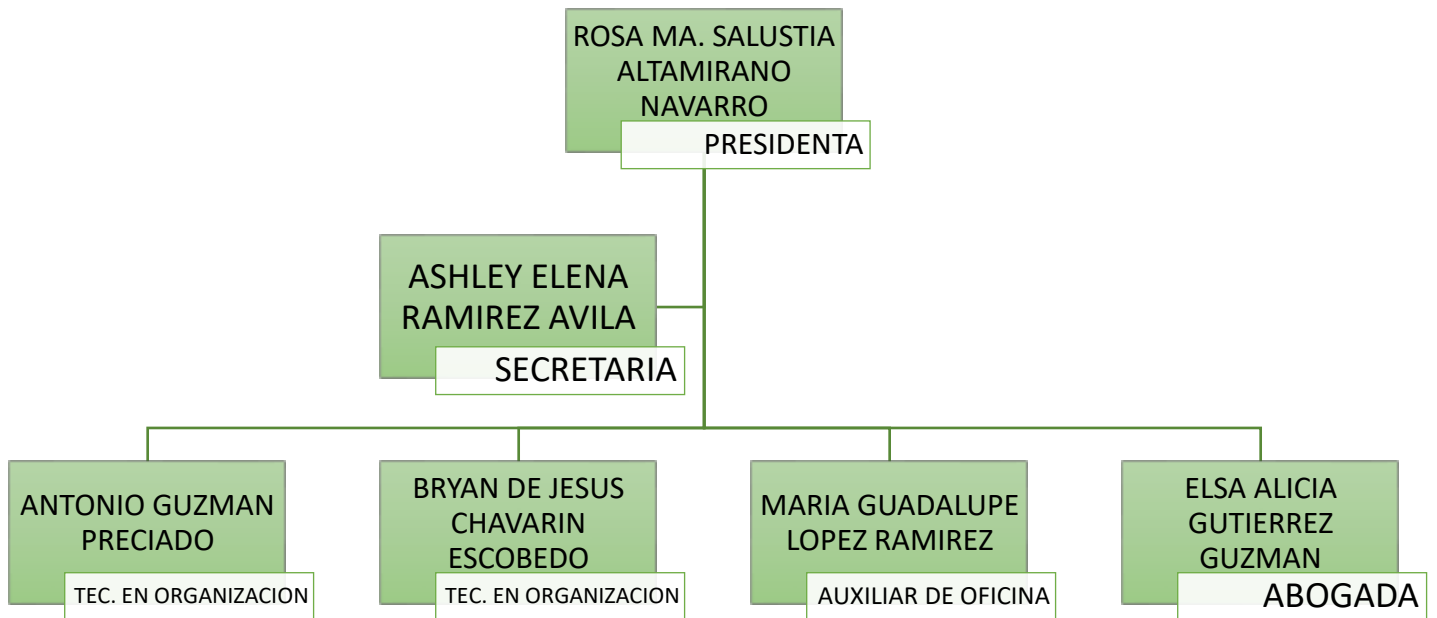 ROSA MA. SALUSTIA
ALTAMIRANO
NAVARRO
PRESIDENTA
ASHLEY ELENA
RAMIREZ AVILA
SECRETARIA
ANTONIO GUZMAN
PRECIADO
TEC. EN ORGANIZACION
BRYAN DE JESUS
CHAVARIN
ESCOBEDO
TEC. EN ORGANIZACION
MARIA GUADALUPE
LOPEZ RAMIREZ
AUXILIAR DE OFICINA
ELSA ALICIA
GUTIERREZ
GUZMAN
ABOGADA